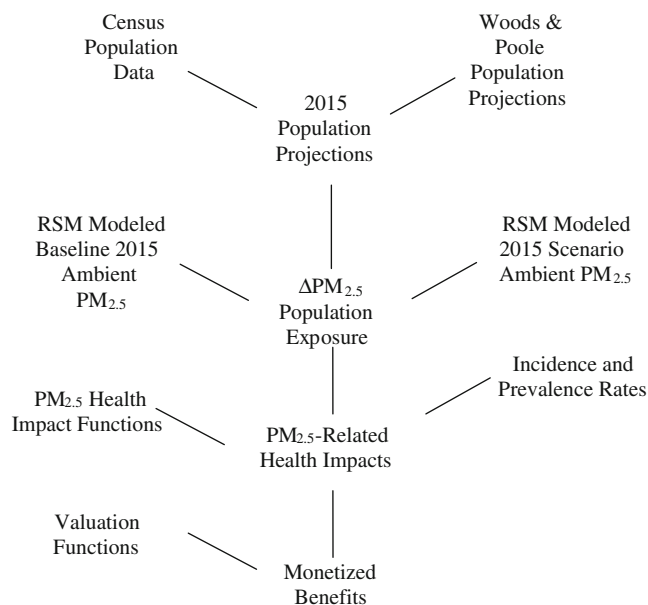 Census
Population
Data
Woods &
Poole
Population
Projections
2015
Population
Projections
RSM Modeled
Baseline 2015
Ambient
PM2.5
RSM Modeled
2015 Scenario
Ambient PM2.5
ΔPM2.5
Population
Exposure
Incidence and
Prevalence Rates
PM2.5 Health
Impact Functions
PM2.5-Related
Health Impacts
Valuation
Functions
Monetized
Benefits